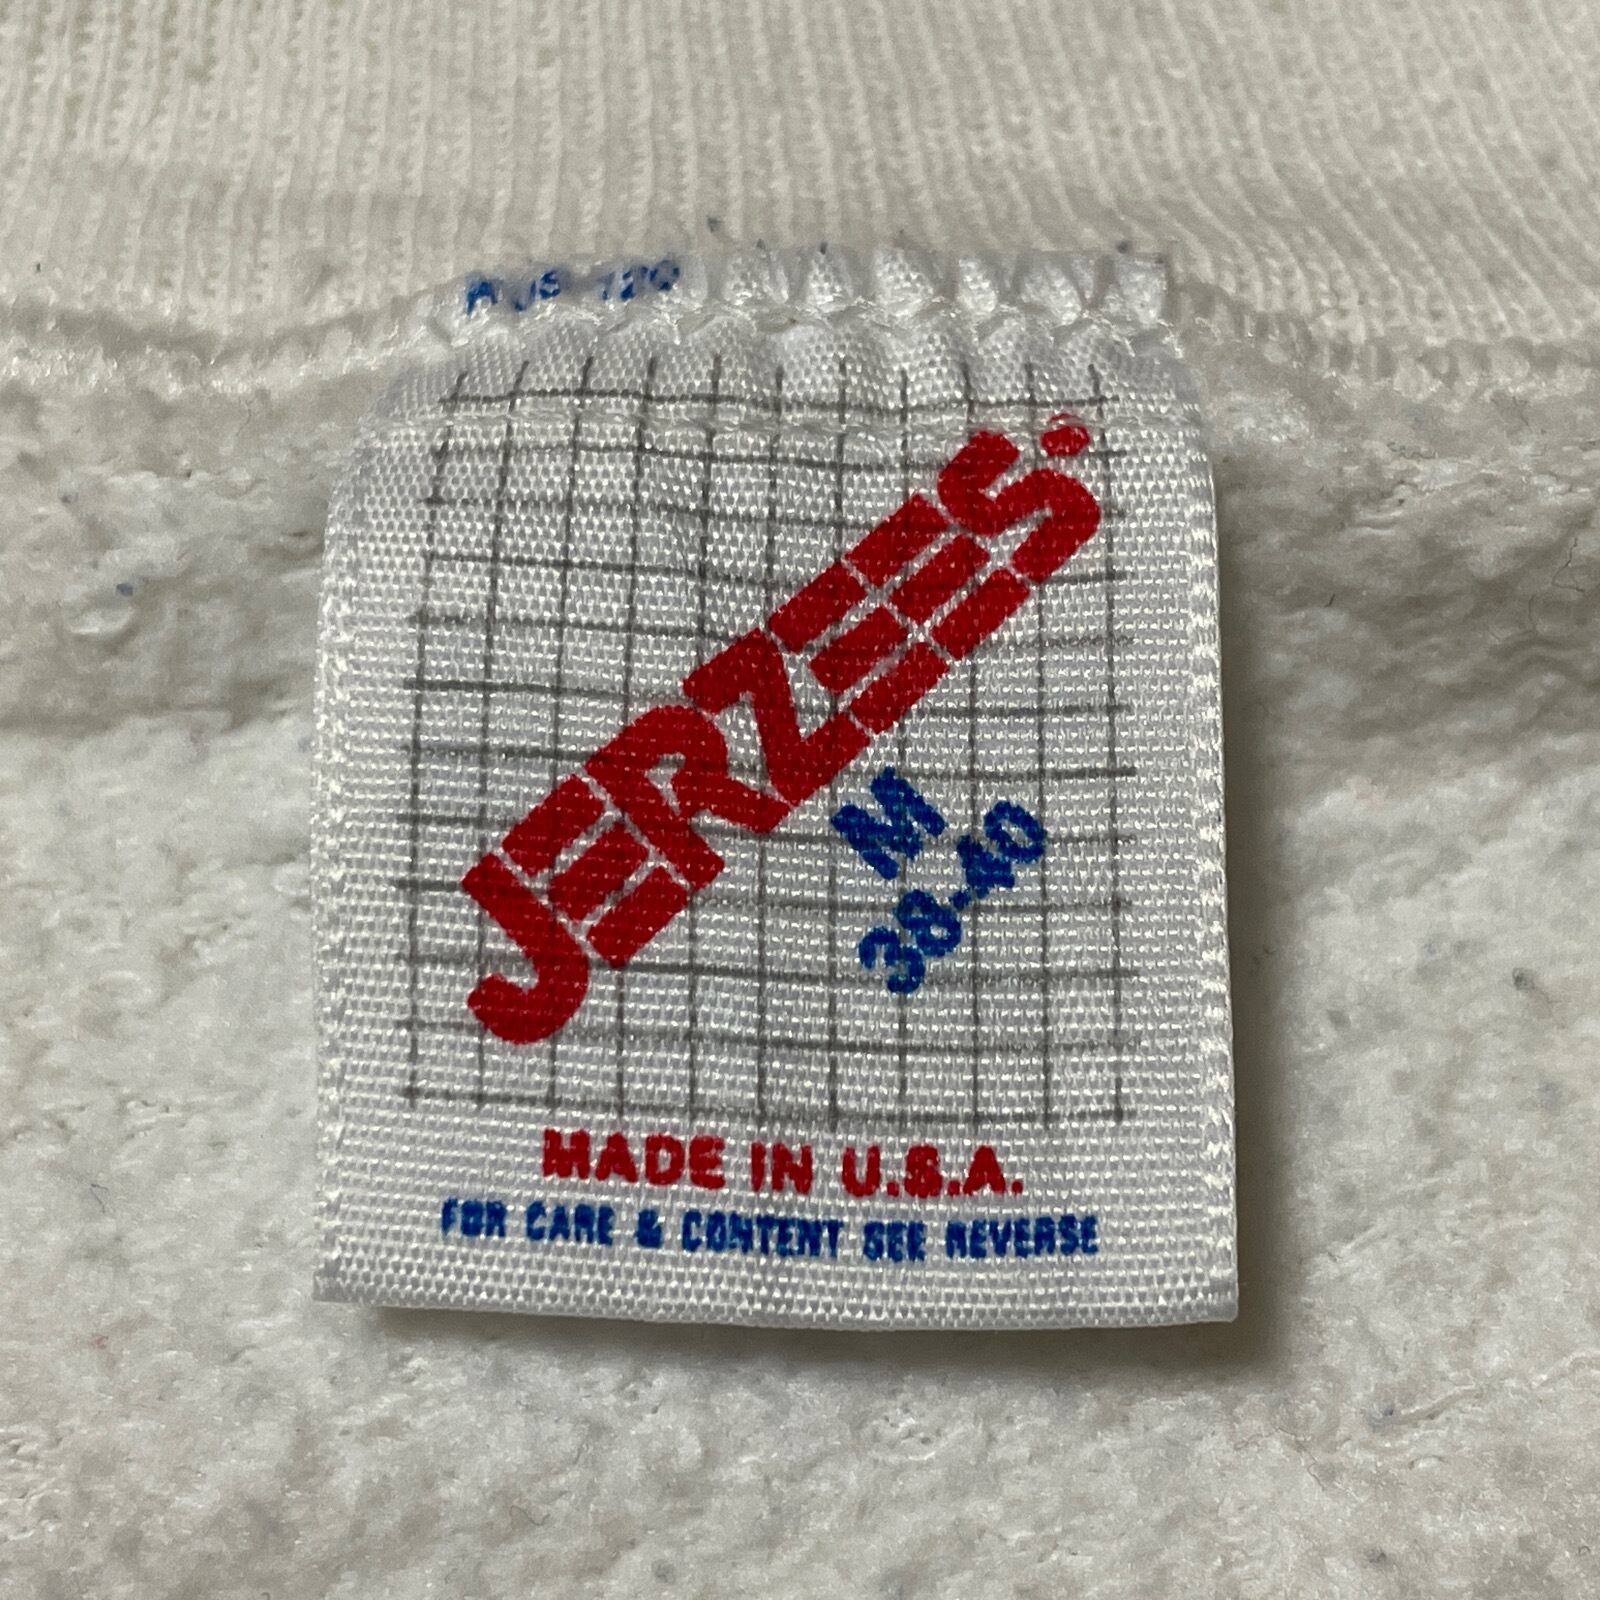 JERZEES.
M
38-40
MADE IN U.S.A.
FOR CARE & CONTENT SEE REVERSE